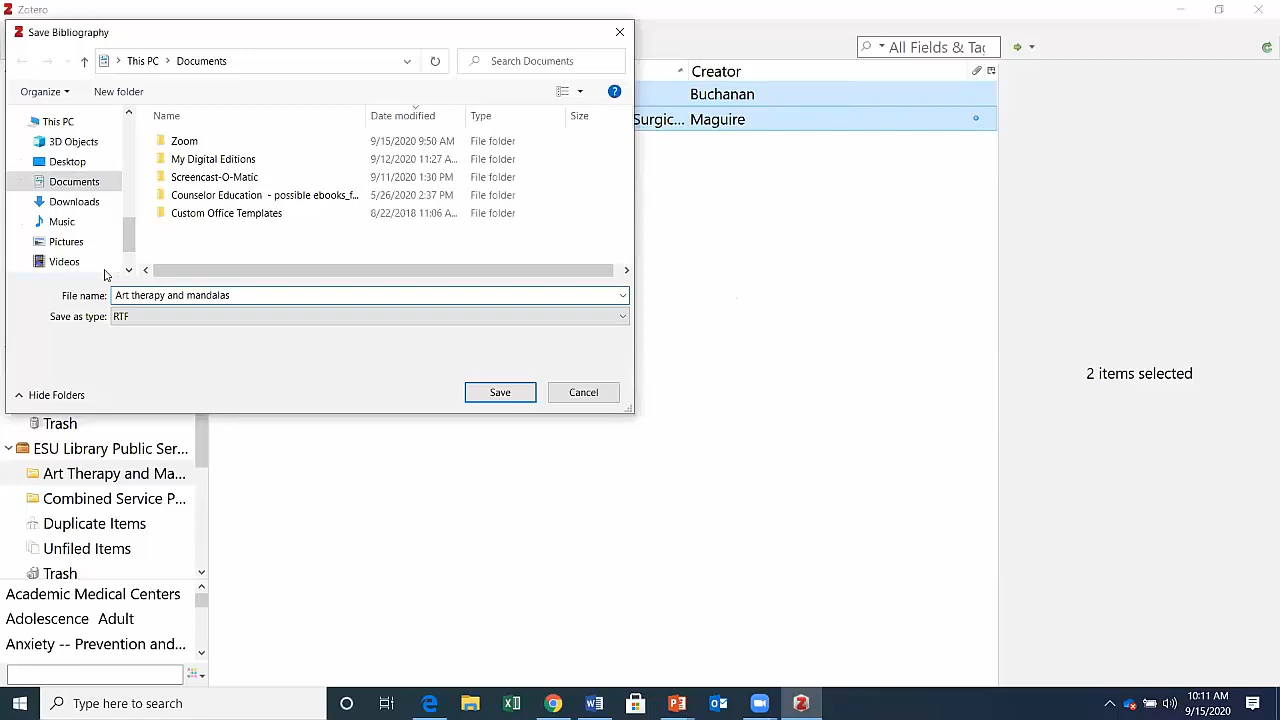 Zotero
Save Bibliography
This PC > Documents
Search Documents
All Fields & Tag
Organize
New folder
?
Creator
Buchanan
Surgic... Maguire
Name
Date modified
Type
Size
This PC
3D Objects
Desktop
Documents
Downloads
Music
Pictures
Videos
Zoom 9/15/2020 9:50 AM File folder
My Digital Editions 9/12/2020 11:27 A... File folder
Screencast-O-Matic 9/11/2020 1:30 PM File folder
Counselor Education - possible ebooks_f... 5/26/2020 2:37 PM File folder
Custom Office Templates 8/22/2018 11:06 A... File folder
File name: Art therapy and mandalas
Save as type: RTF
Hide Folders
Save
Cancel
2 items selected
Trash
ESU Library Public Ser...
Art Therapy and Ma...
Combined Service P...
Duplicate Items
Unfiled Items
Trash
Academic Medical Centers
Adolescence Adult
Anxiety -- Prevention and...
Type here to search
10:11 AM
9/15/2020